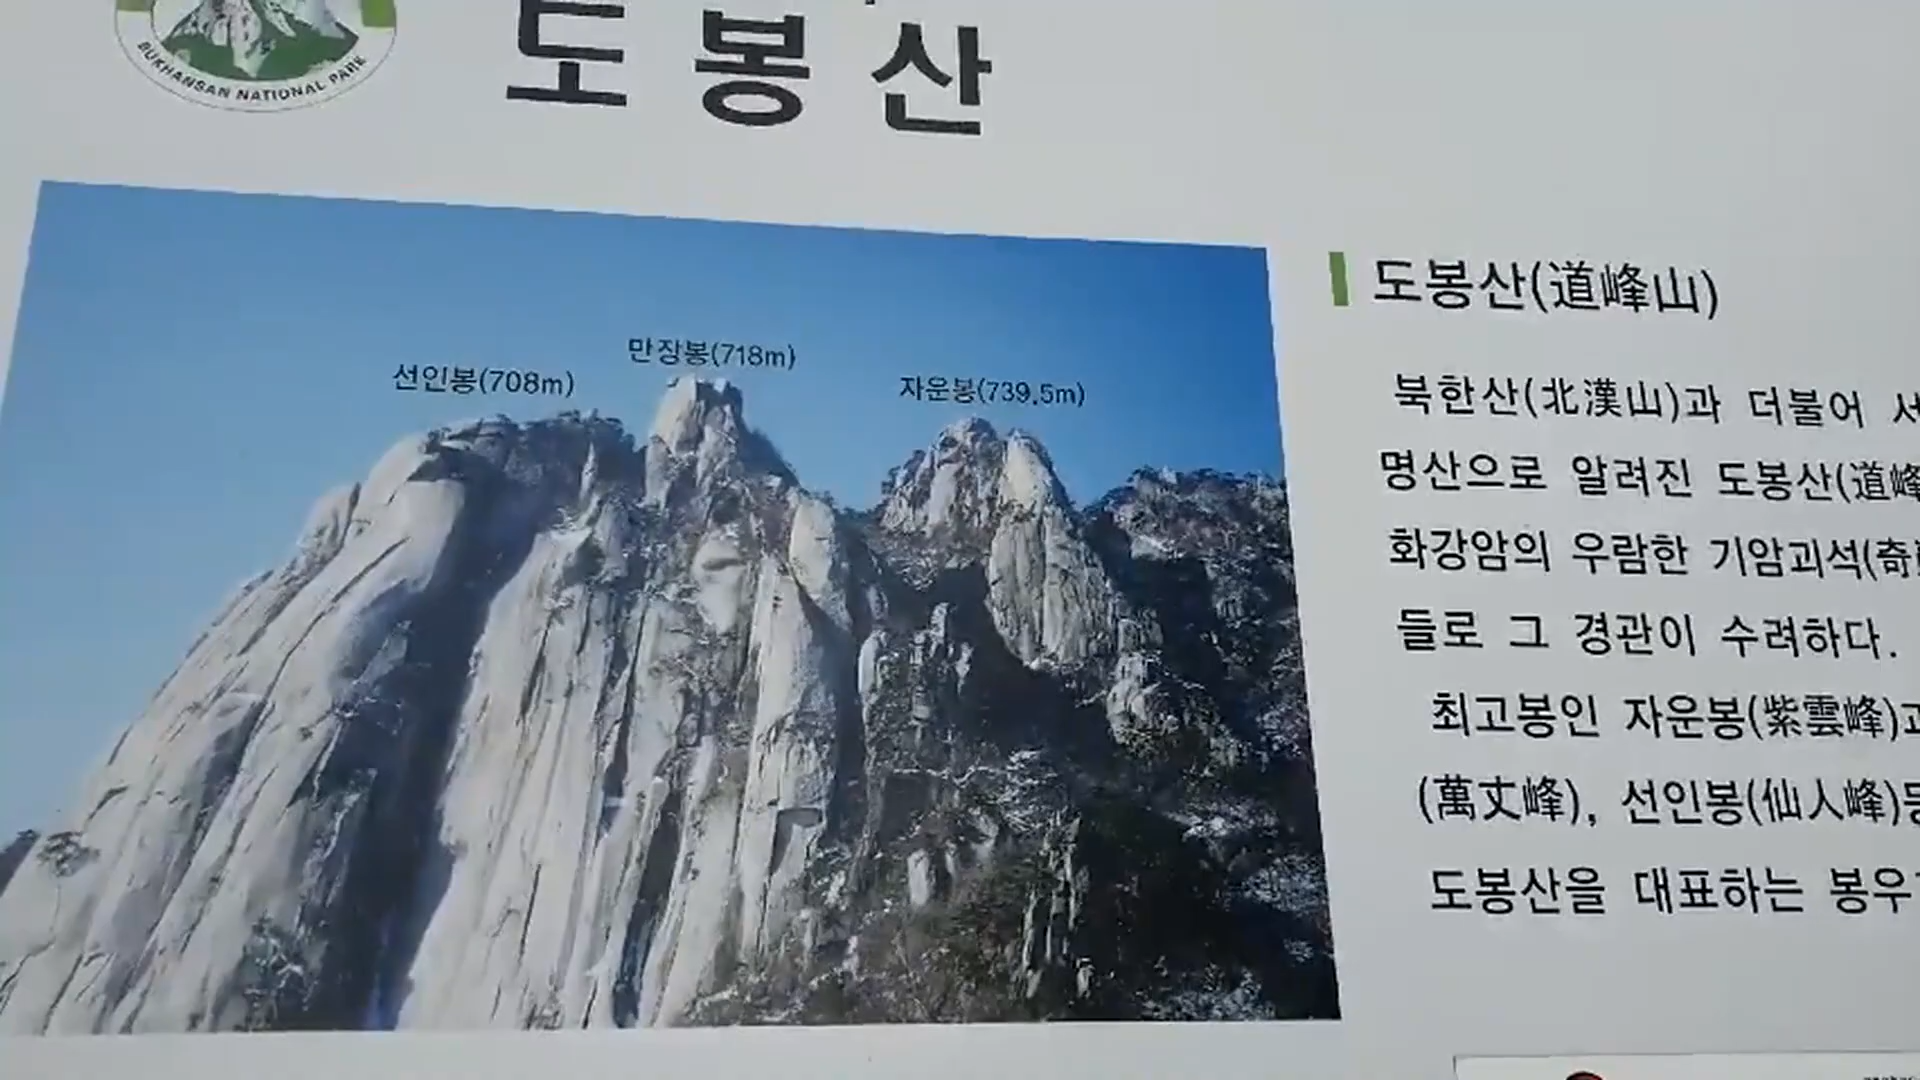 BUKHANSAN NATIONAL PARK
도봉산
선인봉(708m)
만장봉(718m)
자운봉(739.5m)
도봉산(道峰山)
북한산(北漢山)과 더불어
명산으로 알려진 도봉산(道峰
화강암의 우람한 기암괴석(奇
들로 그 경관이 수려하다.
최고봉인 자운봉(紫雲峰)과
(萬丈峰), 선인봉(仙人峰)등
도봉산을 대표하는 봉우